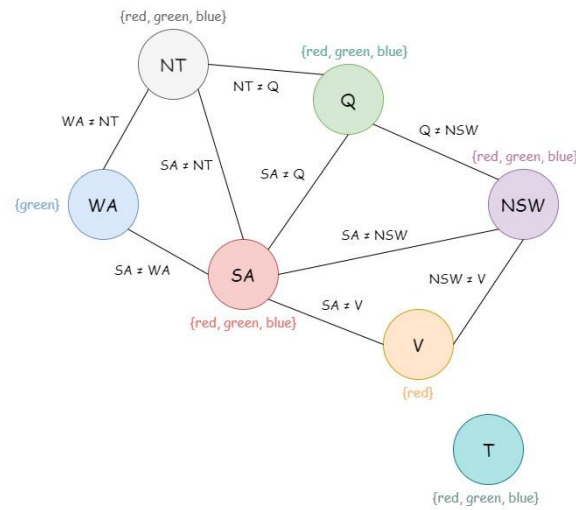 {red, green, blue}
NT
{red, green, blue}
NT ≠ Q
Q
WA ≠ NT
Q ≠ NSW
SA ≠ NT
SA ≠ Q
{red, green, blue}
{green}
WA
NSW
SA ≠ NSW
SA ≠ WA
SA
NSW ≠ V
SA ≠ V
{red, green, blue}
V
{red}
T
{red, green, blue}